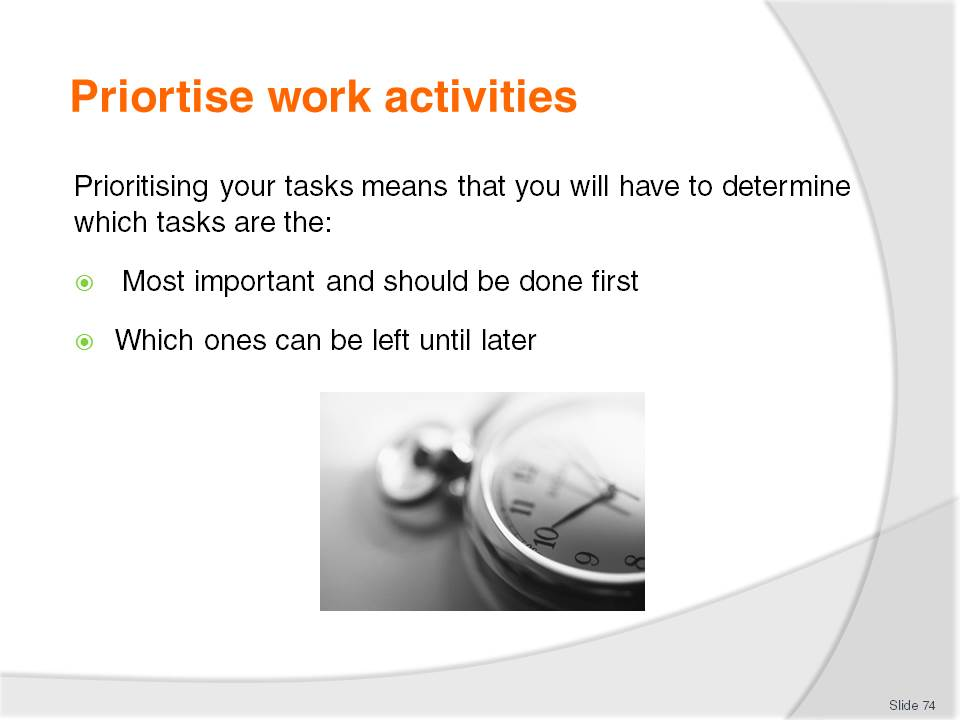 Priortise work activities
Prioritising your tasks means that you will have to determine
which tasks are the:
Most important and should be done first
Which ones can be left until later
11
10
9
8
Slide 74